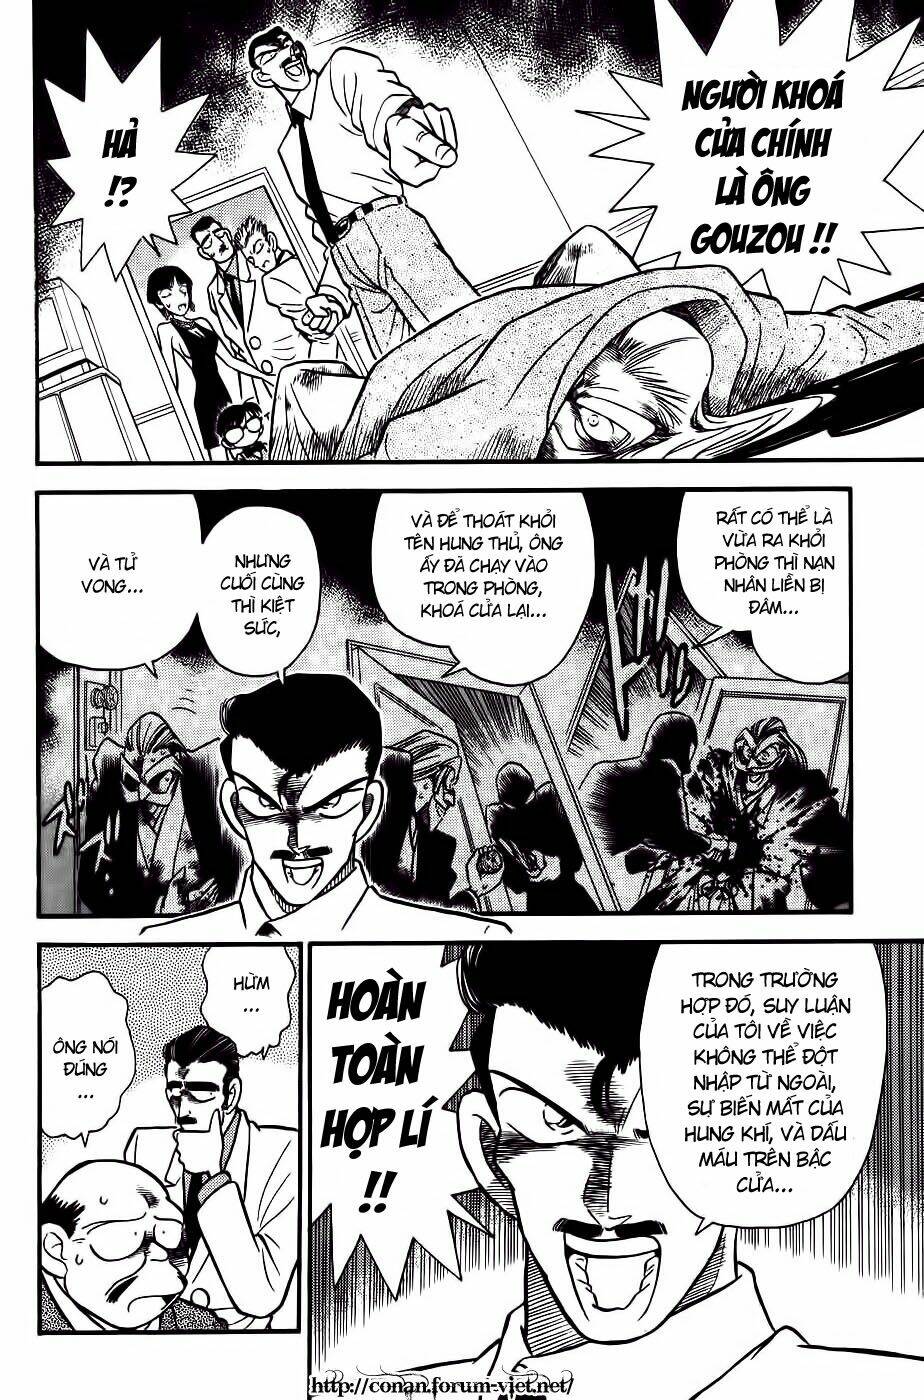 NGƯỜI KHOÁ
CỬA CHÍNH
LÀ ÔNG
GOUZOU !!
HẢ
!?
RẤT CÓ THỂ LÀ
VỪA RA KHỎI
PHÒNG THÌ NẠN
NHÂN LIỀN BỊ
ĐÂM...
VÀ ĐỂ THOÁT KHỎI
TÊN HUNG THỦ, ÔNG
ẤY ĐÃ CHẠY VÀO
TRONG PHÒNG,
KHOÁ CỬA LẠI...
NHƯNG
CUỐI CÙNG
THÌ KIỆT
SỨC,
VÀ TỬ
VONG...
TRONG TRƯỜNG
HỢP ĐÓ, SUY LUẬN
CỦA TÔI VỀ VIỆC
KHÔNG THỂ ĐỘT
NHẬP TỪ NGOÀI,
SỰ BIẾN MẤT CỦA
HUNG KHÍ, VÀ DẤU
MÁU TRÊN BẬC
CỬA...
HOÀN
TOÀN
HỢP LÍ
!!
HỪM
...
ÔNG NÓI
ĐÚNG
...
http://conan.forum-viet.net/